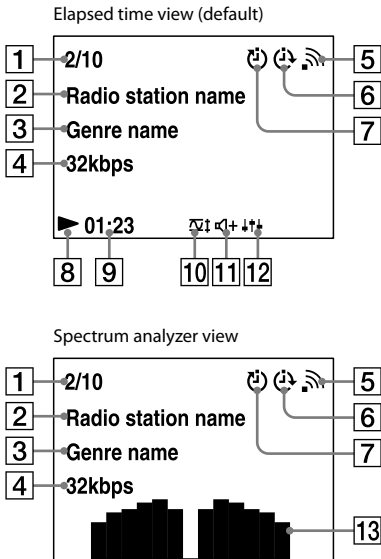 Elapsed time view (default)
1 2/10 5
2 Radio station name 6
3 Genre name 7
4 32kbps
01:23 +
8 9 10 11 12
Spectrum analyzer view
1 2/10 5
2 Radio station name 6
3 Genre name 7
4 32kbps
13